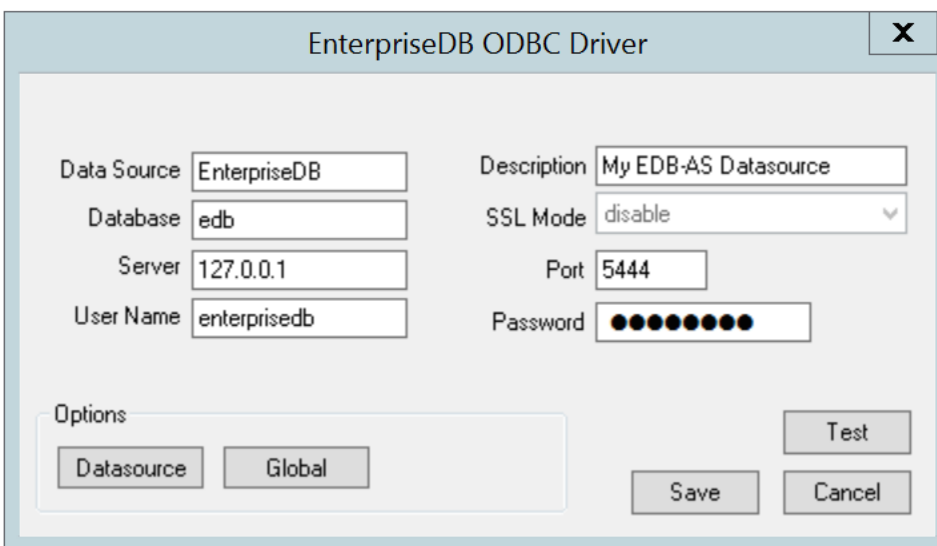 EnterpriseDB ODBC Driver
X
Data Source EnterpriseDB
Description My EDB-AS Datasource
Database edb
SSL Mode disable
Server 127.0.0.1
Port 5444
User Name enterprisedb
Password ●●●●●●●●
Options
Datasource Global
Test
Save Cancel